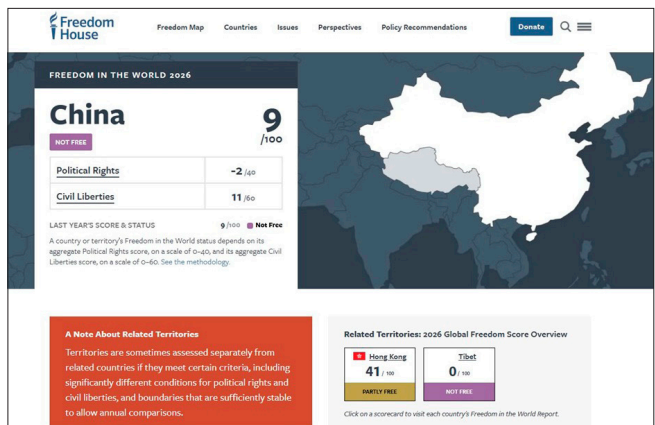 Freedom
House
Freedom Map
Countries
Issues
Perspectives
Policy Recommendations
Donate
FREEDOM IN THE WORLD 2026
China
9
/100
NOT FREE
Political Rights
-2 /40
Civil Liberties
11 /60
LAST YEAR'S SCORE & STATUS
9 /100 Not Free
A country or territory's Freedom in the World status depends on its
aggregate Political Rights score, on a scale of 0–40, and its aggregate Civil
Liberties score, on a scale of 0–60. See the methodology.
A Note About Related Territories
Territories are sometimes assessed separately from
related countries if they meet certain criteria, including
significantly different conditions for political rights and
civil liberties, and boundaries that are sufficiently stable
to allow annual comparisons.
Related Territories: 2026 Global Freedom Score Overview
Hong Kong
41 / 100
PARTLY FREE
Tibet
0 / 100
NOT FREE
Click on a scorecard to visit each country's Freedom in the World Report.